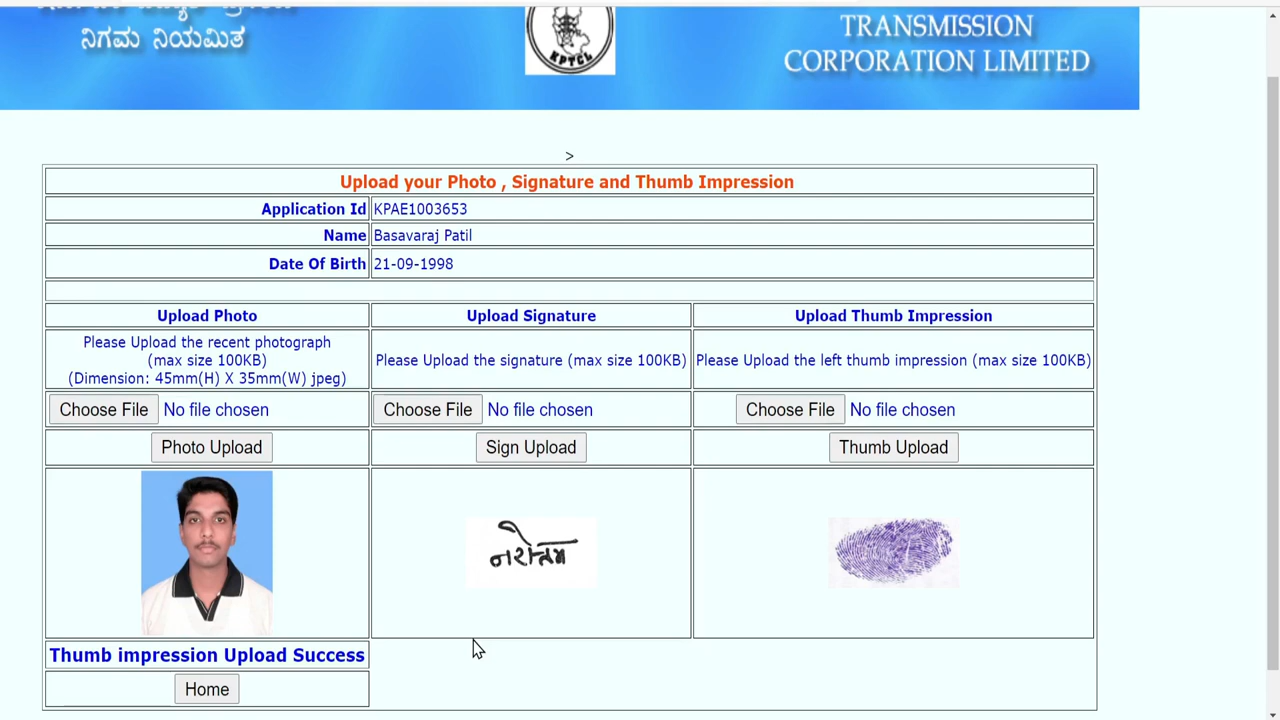 ನಿಗಮ ನಿಯಮಿತ
KPTCL
TRANSMISSION
CORPORATION LIMITED
>
Upload your Photo , Signature and Thumb Impression
Application Id KPAE1003653
Name Basavaraj Patil
Date Of Birth 21-09-1998
Upload Photo Upload Signature Upload Thumb Impression
Please Upload the recent photograph
(max size 100KB)
(Dimension: 45mm(H) X 35mm(W) jpeg)
Please Upload the signature (max size 100KB)
Please Upload the left thumb impression (max size 100KB)
Choose File No file chosen Choose File No file chosen Choose File No file chosen
Photo Upload Sign Upload Thumb Upload
Thumb impression Upload Success
Home